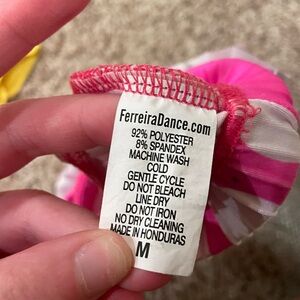 FerreiraDance.com
92% POLYESTER
8% SPANDEX
MACHINE WASH
COLD
GENTLE CYCLE
DO NOT BLEACH
LINE DRY
DO NOT IRON
NO DRY CLEANING
MADE IN HONDURAS
M